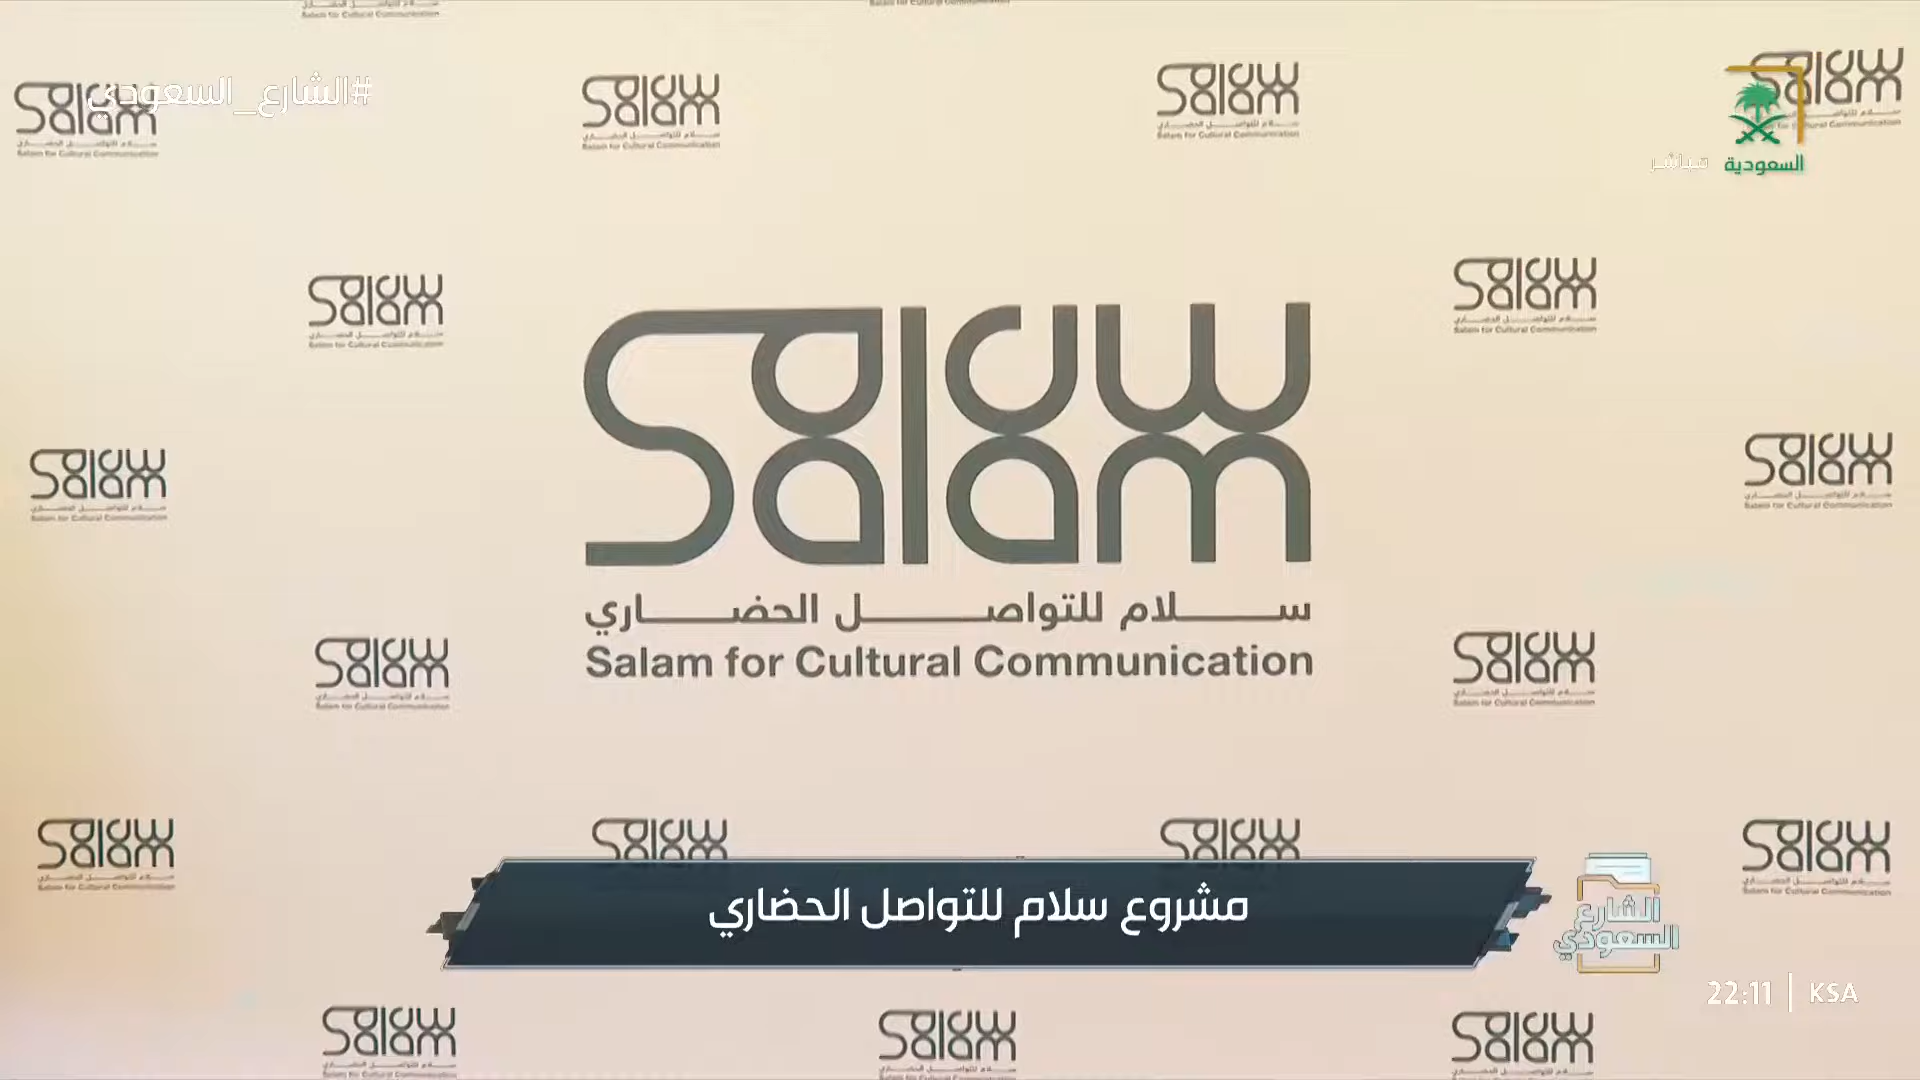 #الشارع_السعودي
السعودية
مباشر
Salam
سلام للتواصل الحضاري
Salam for Cultural Communication
مشروع سلام للتواصل الحضاري
الشارع السعودي
22:11 | KSA